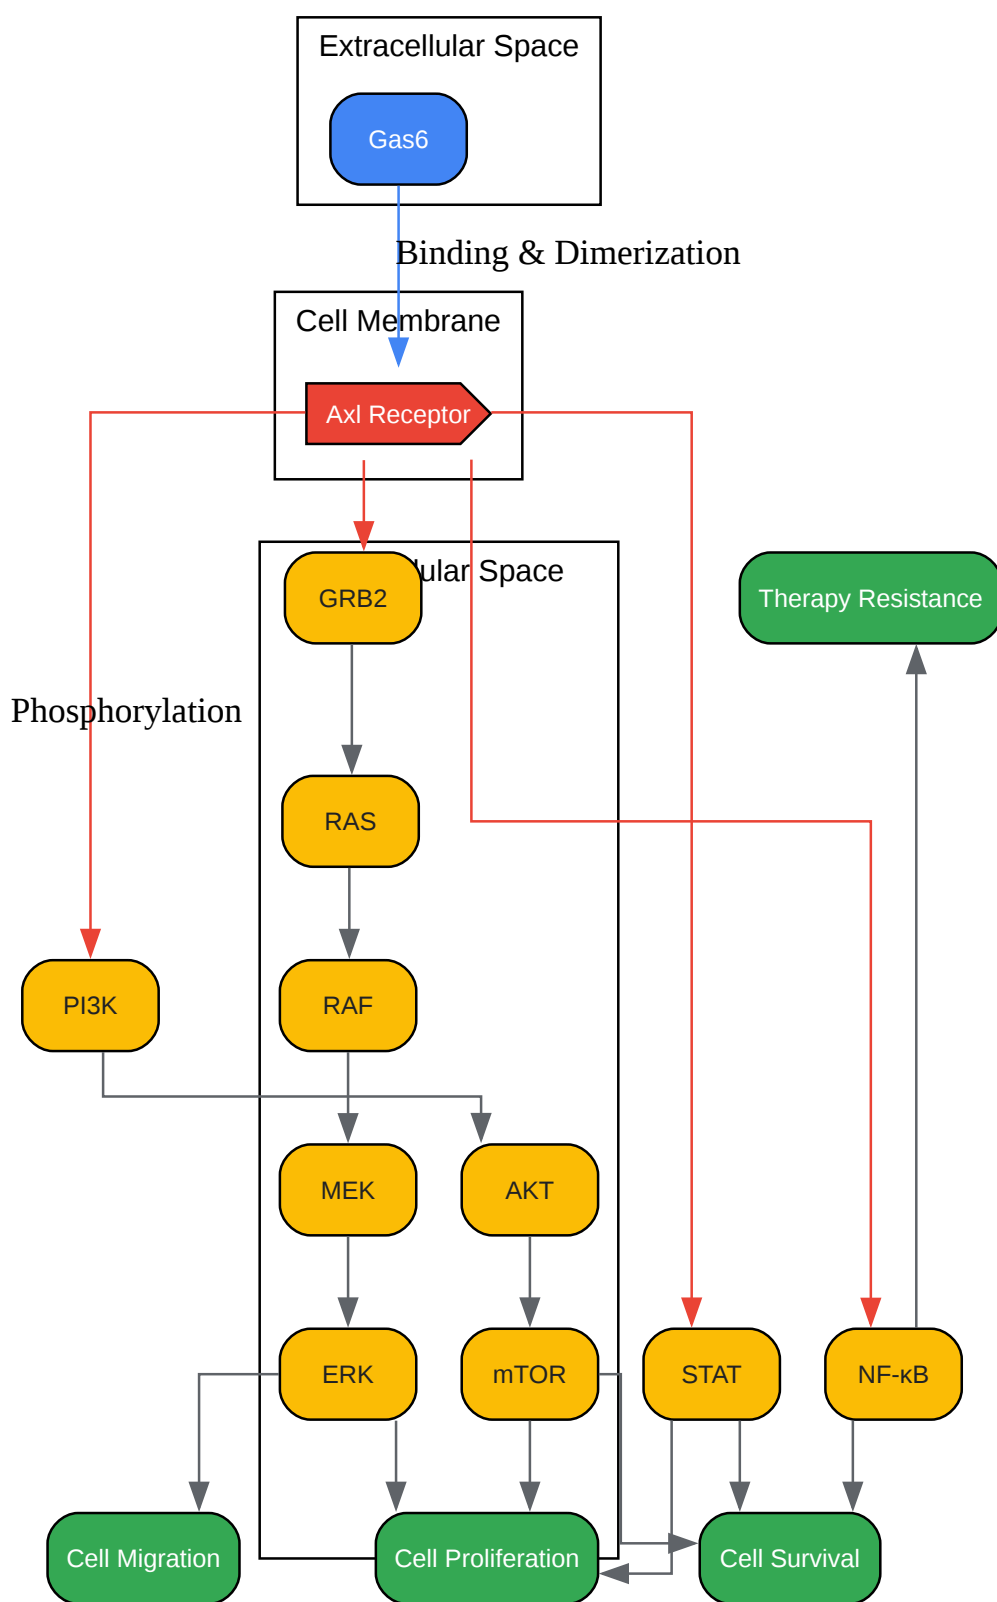 Extracellular Space
Gas6
Binding & Dimerization
Cell Membrane
Axl Receptor
lular Space
GRB2
Therapy Resistance
Phosphorylation
RAS
PI3K
RAF
MEK
AKT
ERK
mTOR
STAT
NF-κB
Cell Migration
Cell Proliferation
Cell Survival